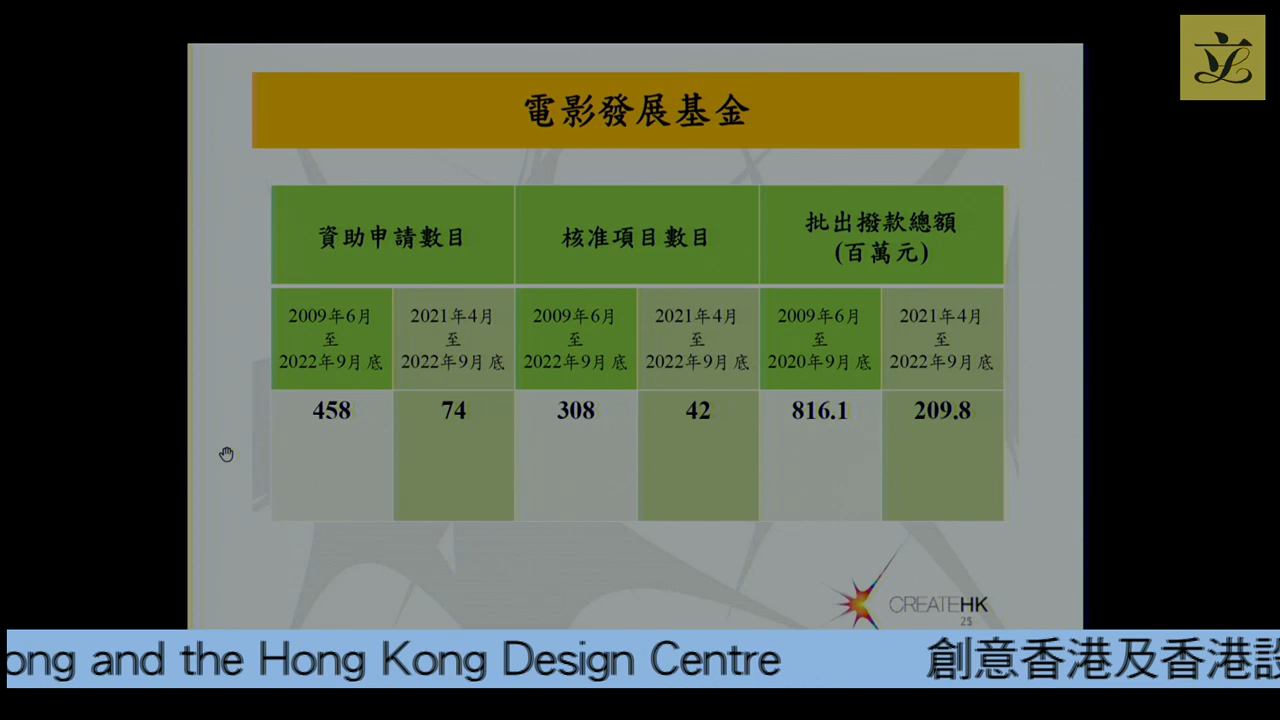 電影發展基金
資助申請數目
核准項目數目
批出撥款總額
(百萬元)
2009年6月
至
2022年9月底
2021年4月
至
2022年9月底
2009年6月
至
2022年9月底
2021年4月
至
2022年9月底
2009年6月
至
2020年9月底
2021年4月
至
2022年9月底
458
74
308
42
816.1
209.8
CREATEHK
25
ong and the Hong Kong Design Centre
創意香港及香港設